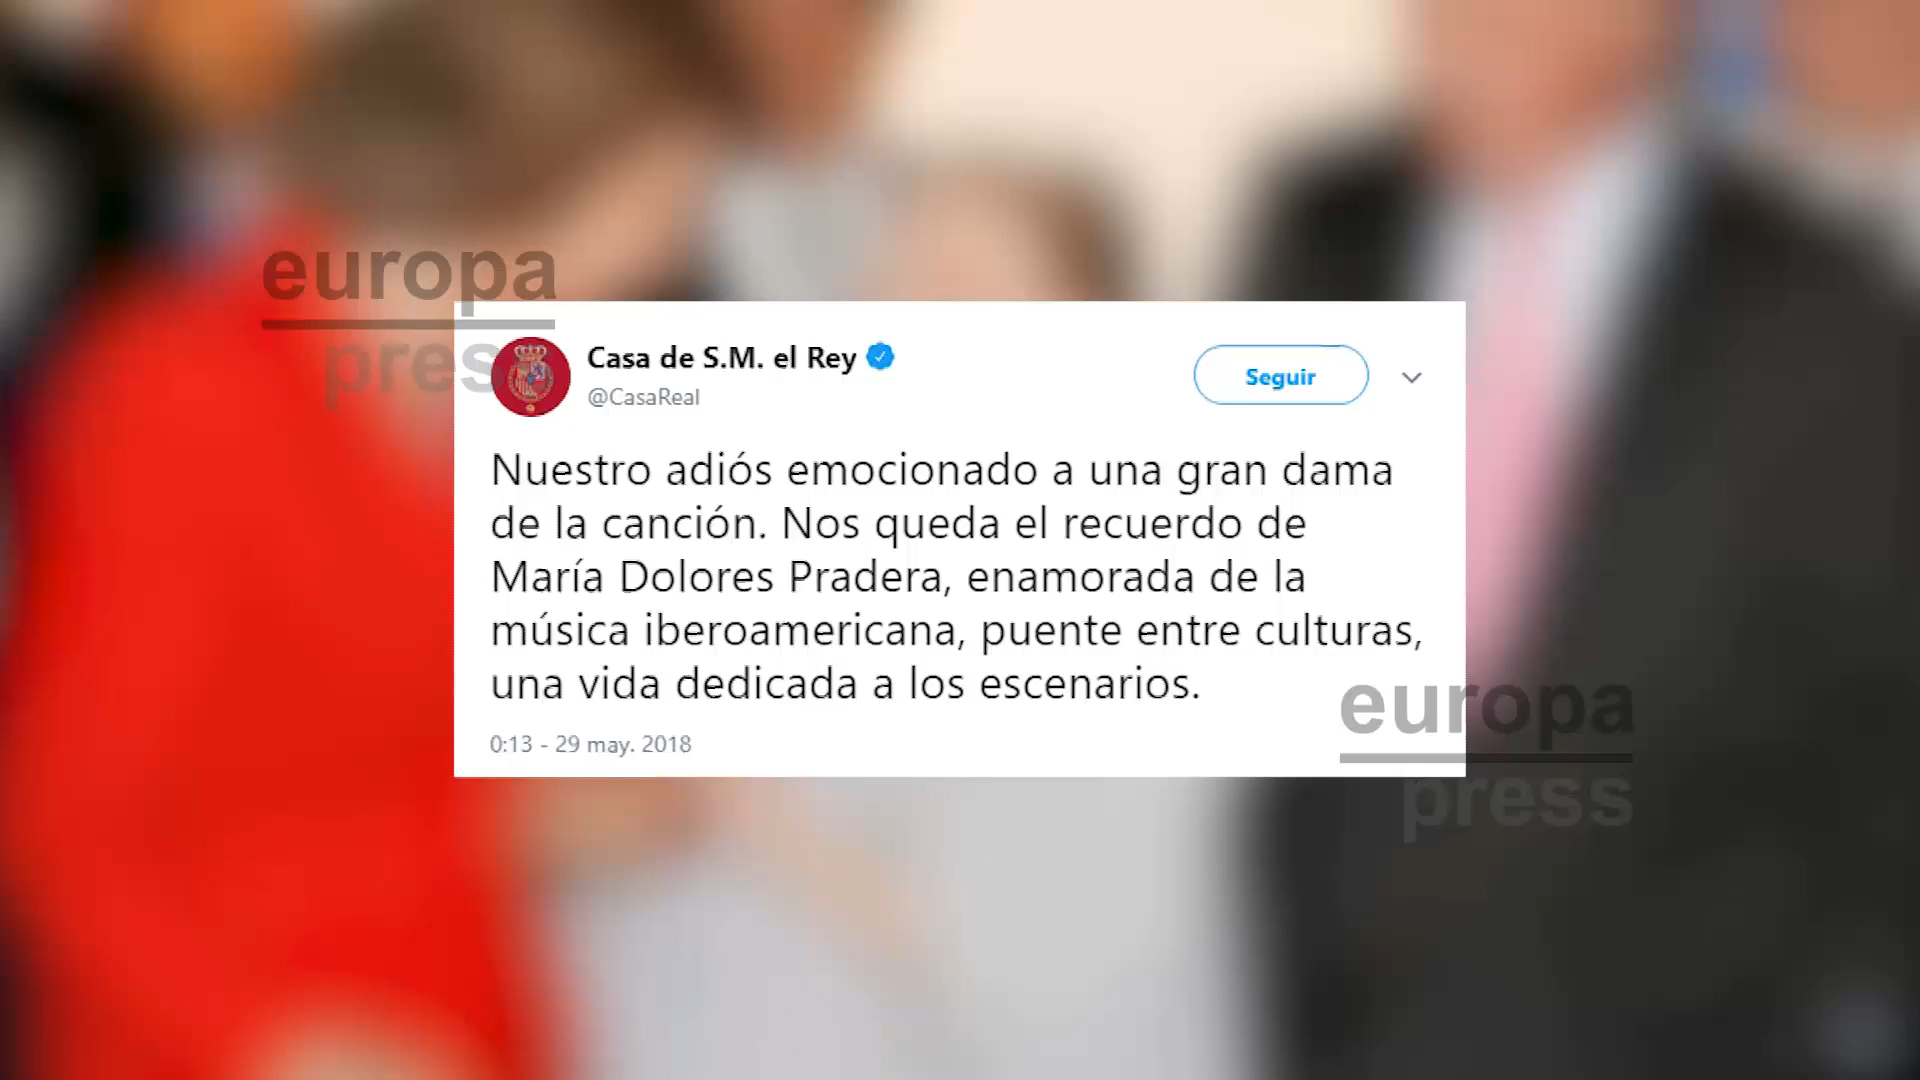 europa
press
Casa de S.M. el Rey
@CasaReal
Seguir
Nuestro adiós emocionado a una gran dama
de la canción. Nos queda el recuerdo de
María Dolores Pradera, enamorada de la
música iberoamericana, puente entre culturas,
una vida dedicada a los escenarios.
0:13 - 29 may. 2018
europa
press